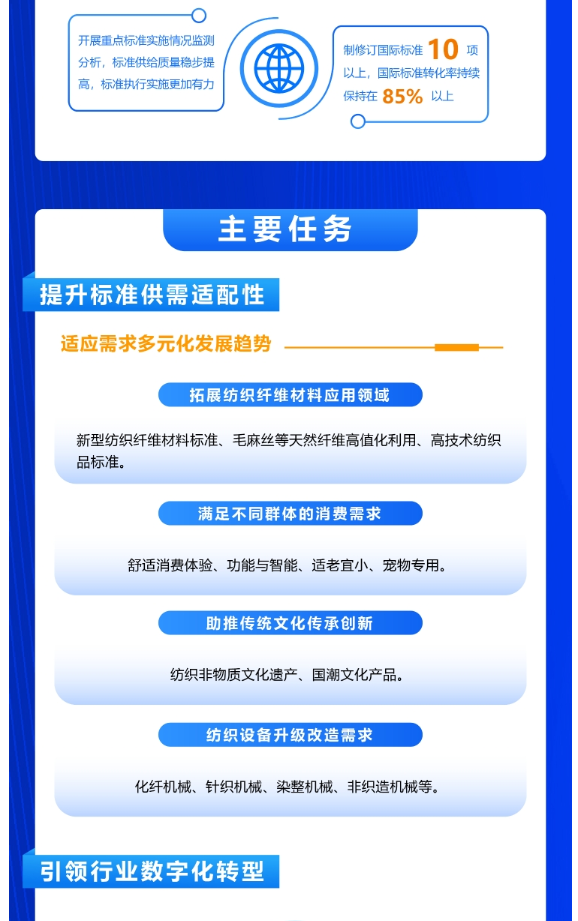 开展重点标准实施情况监测
分析，标准供给质量稳步提
高，标准执行实施更加有力
制修订国际标准 10 项
以上，国际标准转化率持续
保持在 85% 以上
主要任务
提升标准供需适配性
适应需求多元化发展趋势
拓展纺织纤维材料应用领域
新型纺织纤维材料标准、毛麻丝等天然纤维高值化利用、高技术纺织
品标准。
满足不同群体的消费需求
舒适消费体验、功能与智能、适老宜小、宠物专用。
助推传统文化传承创新
纺织非物质文化遗产、国潮文化产品。
纺织设备升级改造需求
化纤机械、针织机械、染整机械、非织造机械等。
引领行业数字化转型